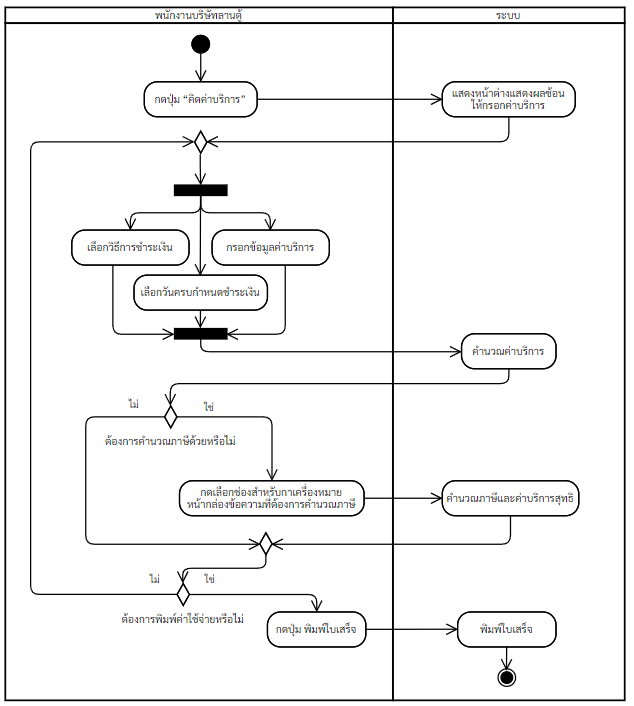 พนักงานบริษัทลานตู้
ระบบ
กดปุ่ม "คิดค่าบริการ"
แสดงหน้าต่างแสดงผลซ้อน
ให้กรอกค่าบริการ
เลือกวิธีการชำระเงิน
กรอกข้อมูลค่าบริการ
เลือกวันครบกำหนดชำระเงิน
คำนวณค่าบริการ
ไม่
ใช่
ต้องการคำนวณภาษีด้วยหรือไม่
กดเลือกช่องสำหรับกาเครื่องหมาย
หน้ากล่องข้อความที่ต้องการคำนวณภาษี
คำนวณภาษีและค่าบริการสุทธิ
ไม่
ใช่
ต้องการพิมพ์ค่าใช้จ่ายหรือไม่
กดปุ่ม พิมพ์ใบเสร็จ
พิมพ์ใบเสร็จ